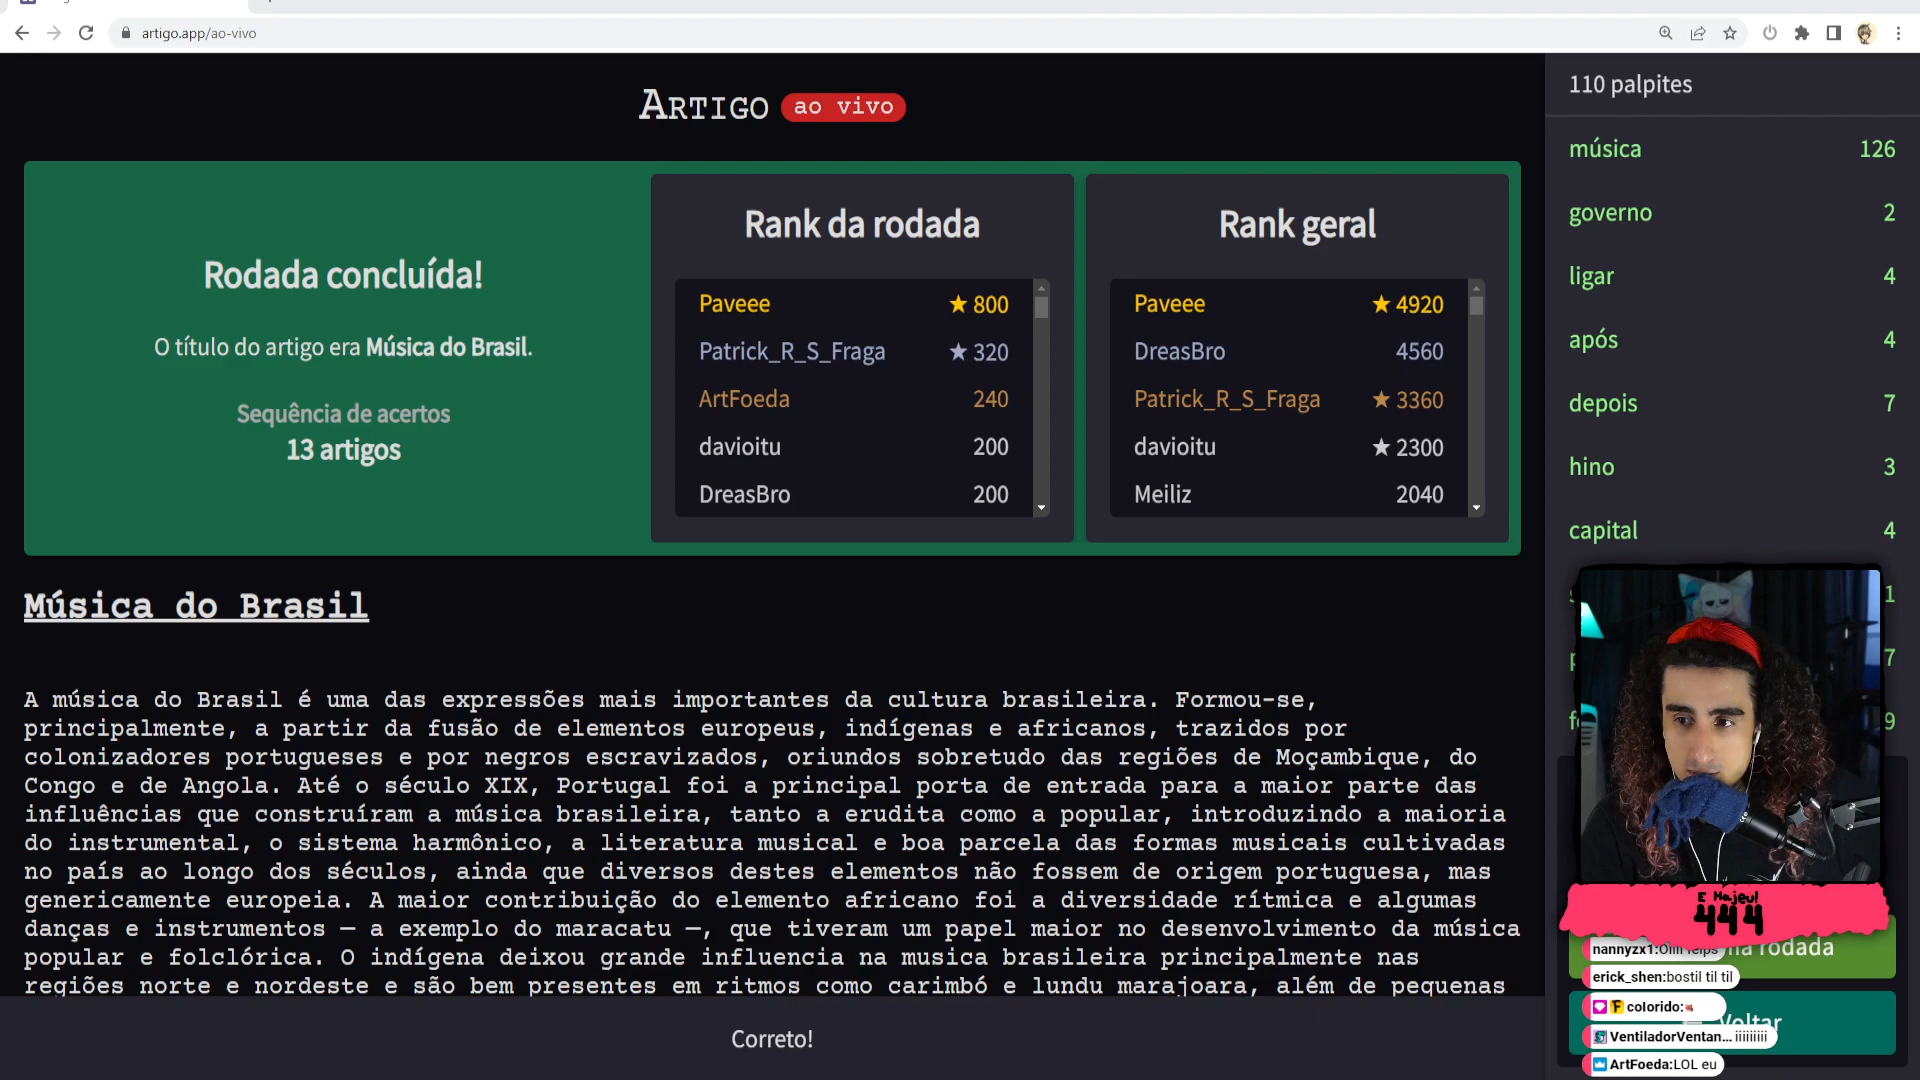 artigo.app/ao-vivo
ARTIGO ao vivo
Rodada concluída!
O título do artigo era Música do Brasil.
Sequência de acertos
13 artigos
Rank da rodada
Paveee ★ 800
Patrick_R_S_Fraga ★ 320
ArtFoeda 240
davioitu 200
DreasBro 200
Rank geral
Paveee ★ 4920
DreasBro 4560
Patrick_R_S_Fraga ★ 3360
davioitu ★ 2300
Meiliz 2040
Música do Brasil
A música do Brasil é uma das expressões mais importantes da cultura brasileira. Formou-se,
principalmente, a partir da fusão de elementos europeus, indígenas e africanos, trazidos por
colonizadores portugueses e por negros escravizados, oriundos sobretudo das regiões de Moçambique, do
Congo e de Angola. Até o século XIX, Portugal foi a principal porta de entrada para a maior parte das
influências que construíram a música brasileira, tanto a erudita como a popular, introduzindo a maioria
do instrumental, o sistema harmônico, a literatura musical e boa parcela das formas musicais cultivadas
no país ao longo dos séculos, ainda que diversos destes elementos não fossem de origem portuguesa, mas
genericamente europeia. A maior contribuição do elemento africano foi a diversidade rítmica e algumas
danças e instrumentos — a exemplo do maracatu —, que tiveram um papel maior no desenvolvimento da música
popular e folclórica. O indígena deixou grande influencia na musica brasileira principalmente nas
regiões norte e nordeste e são bem presentes em ritmos como carimbó e lundu marajoara, além de pequenas
Correto!
110 palpites
música 126
governo 2
ligar 4
após 4
depois 7
hino 3
capital 4
1
7
9
E Hajeu!
444
rodada
nannyzx1:Oiiii felps
erick_shen:bostil til til
colorido:
Voltar
VentiladorVentan... iiiiiiiii
ArtFoeda:LOL eu